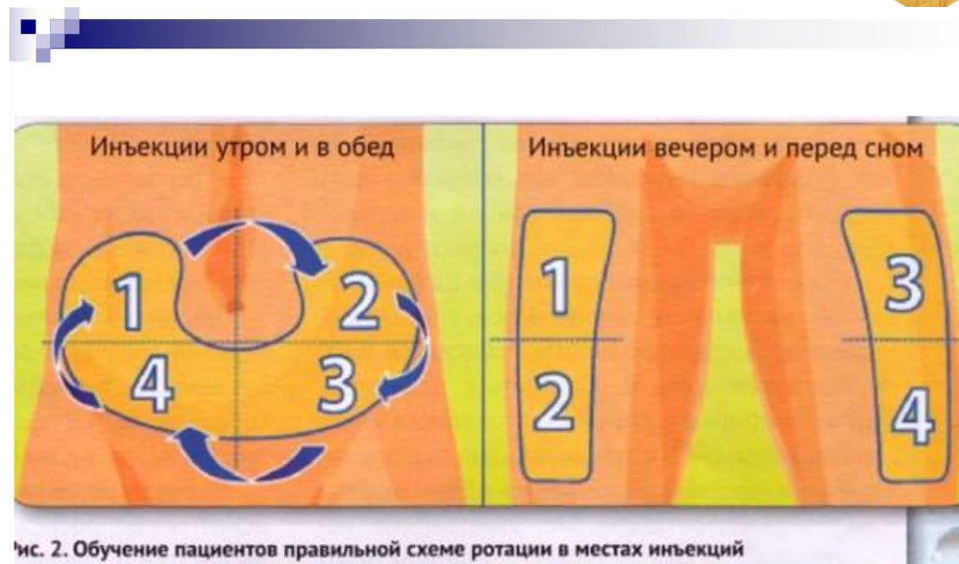 Инъекции утром и в обед
1
2
4
3
Инъекции вечером и перед сном
1
3
2
4
Рис. 2. Обучение пациентов правильной схеме ротации в местах инъекций